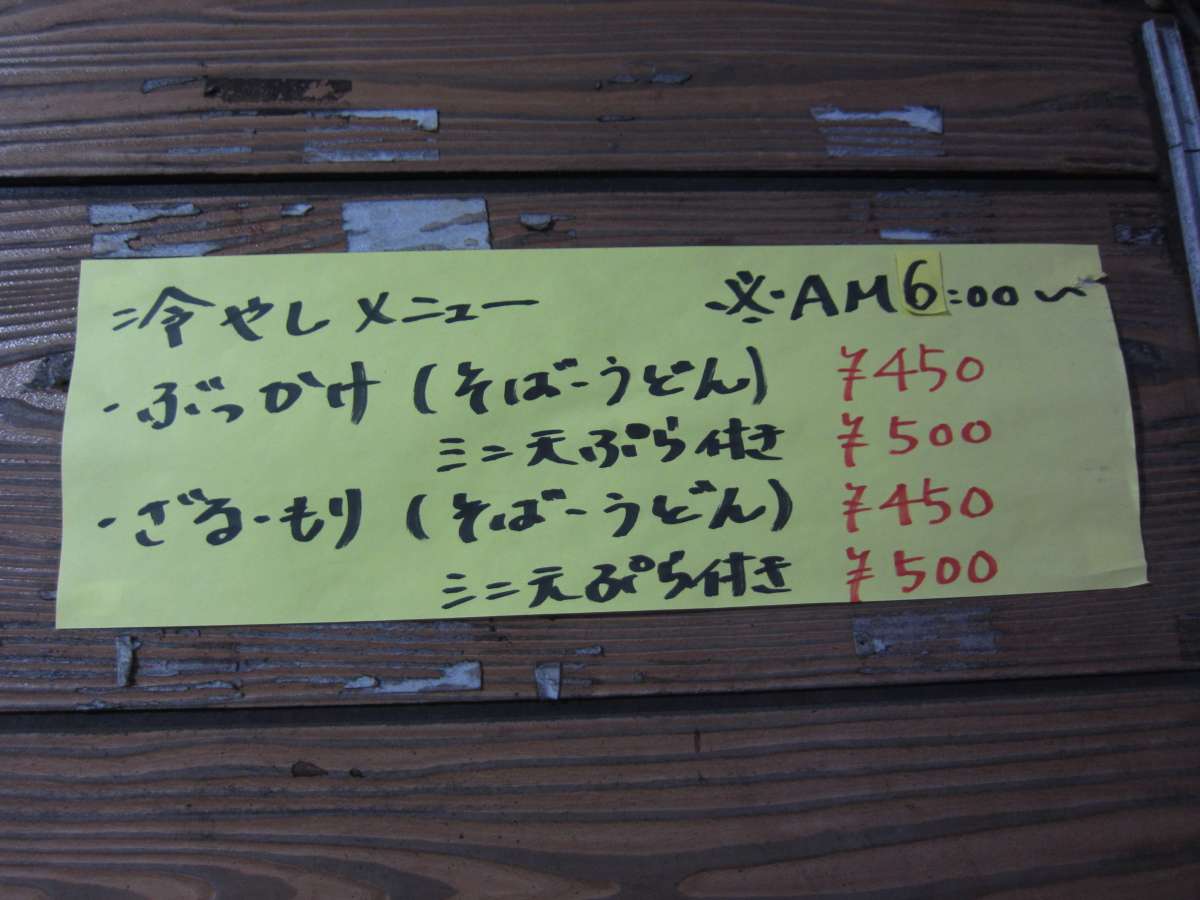 冷やしメニュー ※AM6:00〜
・ぶっかけ (そば・うどん) ¥450
ミニ天ぷら付き ¥500
・ざる・もり (そば・うどん) ¥450
ミニ天ぷら付き ¥500